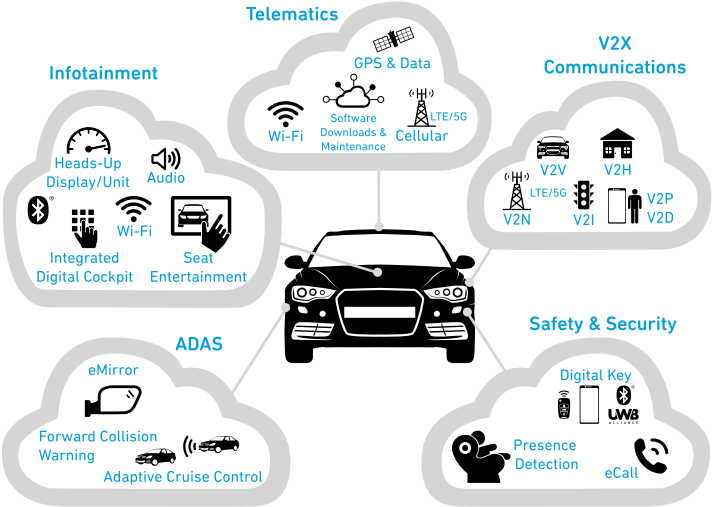 Telematics
GPS & Data
Wi-Fi
Software
Downloads &
Maintenance
LTE/5G
Cellular
V2X
Communications
V2V
V2H
V2N
LTE/5G
V2I
V2P
V2D
Infotainment
Heads-Up
Display/Unit
Audio
Wi-Fi
Integrated
Digital Cockpit
Seat
Entertainment
ADAS
eMirror
Forward Collision
Warning
Adaptive Cruise Control
Safety & Security
Digital Key
UWB
ALLIANCE
Presence
Detection
eCall